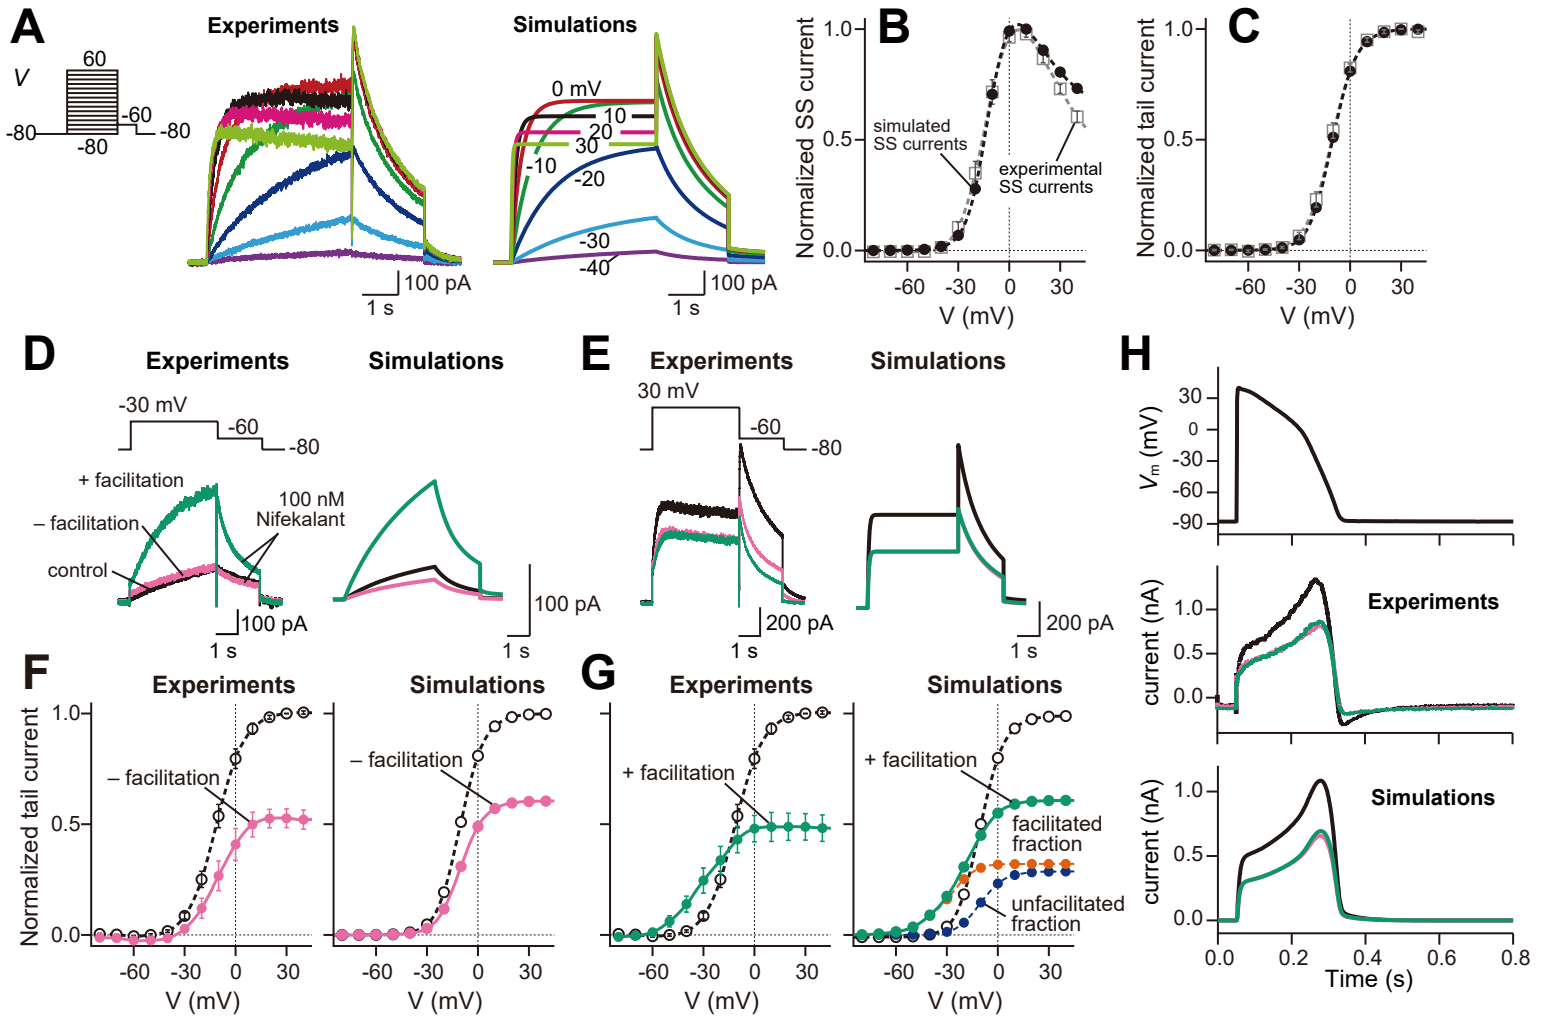 A
Experiments
Simulations
V
60
-60
-80
-80
-80
0 mV
10
20
30
-10
-20
-30
-40
100 pA
1 s
100 pA
1 s
B
Normalized SS current
1.0
0.5
0.0
simulated
SS currents
experimental
SS currents
-60
-30
0
30
V (mV)
C
Normalized tail current
1.0
0.5
0.0
-60
-30
0
30
V (mV)
D
Experiments
Simulations
-30 mV
-60
-80
+ facilitation
– facilitation
control
100 nM
Nifekalant
100 pA
1 s
100 pA
1 s
E
Experiments
Simulations
30 mV
-60
-80
200 pA
1 s
200 pA
1 s
F
Experiments
Simulations
Normalized tail current
1.0
0.5
0.0
– facilitation
– facilitation
-60
-30
0
30
V (mV)
-60
-30
0
30
V (mV)
G
Experiments
Simulations
+ facilitation
+ facilitation
facilitated
fraction
unfacilitated
fraction
-60
-30
0
30
V (mV)
-60
-30
0
30
V (mV)
H
Vm (mV)
30
0
-30
-60
-90
current (nA)
1.0
0.5
0.0
Experiments
current (nA)
1.0
0.5
0.0
Simulations
0.0
0.2
0.4
0.6
0.8
Time (s)